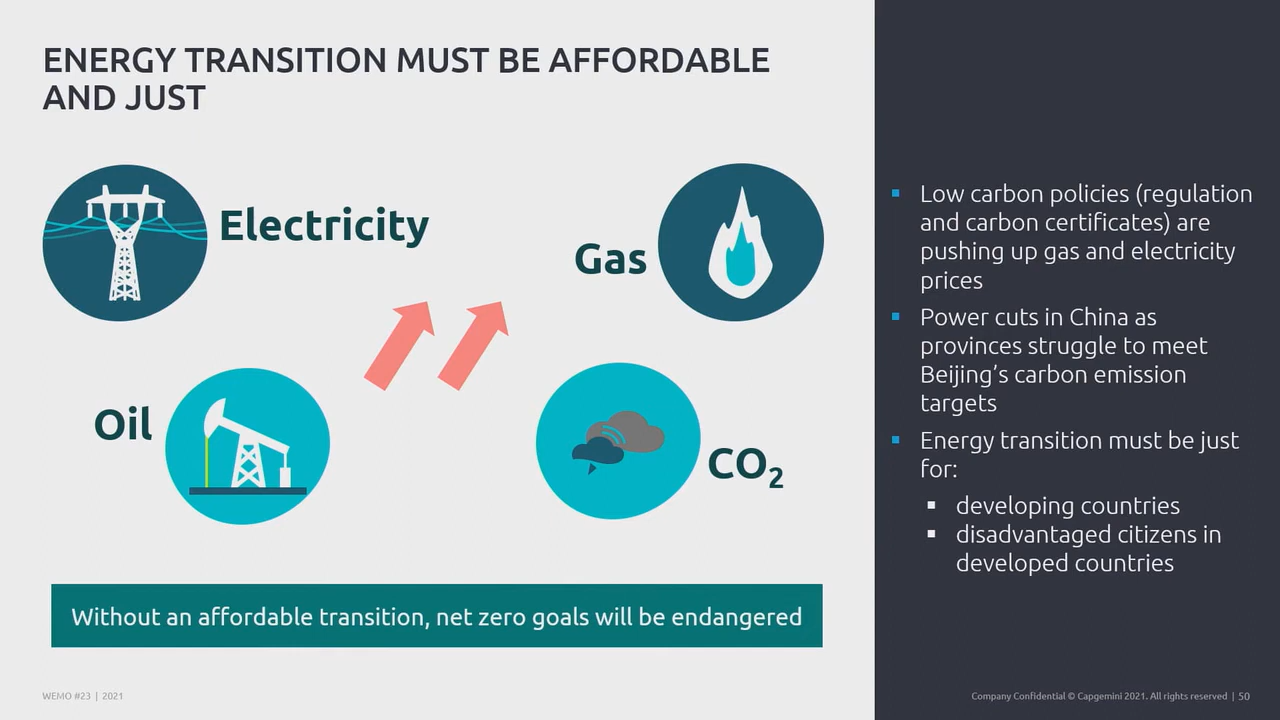 ENERGY TRANSITION MUST BE AFFORDABLE
AND JUST
Electricity
Gas
Oil
CO₂
Without an affordable transition, net zero goals will be endangered
▪ Low carbon policies (regulation
and carbon certificates) are
pushing up gas and electricity
prices
▪ Power cuts in China as
provinces struggle to meet
Beijing’s carbon emission
targets
▪ Energy transition must be just
for:
▪ developing countries
▪ disadvantaged citizens in
developed countries
WEMO #23 | 2021
Company Confidential © Capgemini 2021. All rights reserved | 50